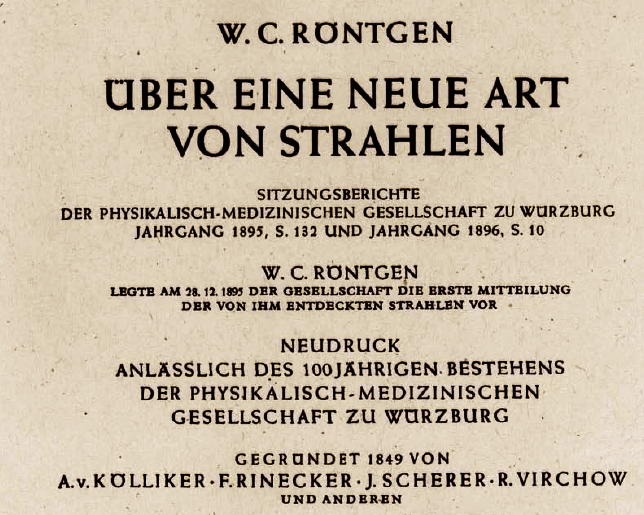 W. C. RÖNTGEN
ÜBER EINE NEUE ART
VON STRAHLEN
SITZUNGSBERICHTE
DER PHYSIKALISCH-MEDIZINISCHEN GESELLSCHAFT ZU WÜRZBURG
JAHRGANG 1895, S. 132 UND JAHRGANG 1896, S. 10
W. C. RÖNTGEN
LEGTE AM 28. 12. 1895 DER GESELLSCHAFT DIE ERSTE MITTEILUNG
DER VON IHM ENTDECKTEN STRAHLEN VOR
NEUDRUCK
ANLÄSSLICH DES 100JÄHRIGEN BESTEHENS
DER PHYSIKALISCH-MEDIZINISCHEN
GESELLSCHAFT ZU WÜRZBURG
GEGRÜNDET 1849 VON
A. v. KÖLLIKER · F. RINECKER · J. SCHERER · R. VIRCHOW
UND ANDEREN